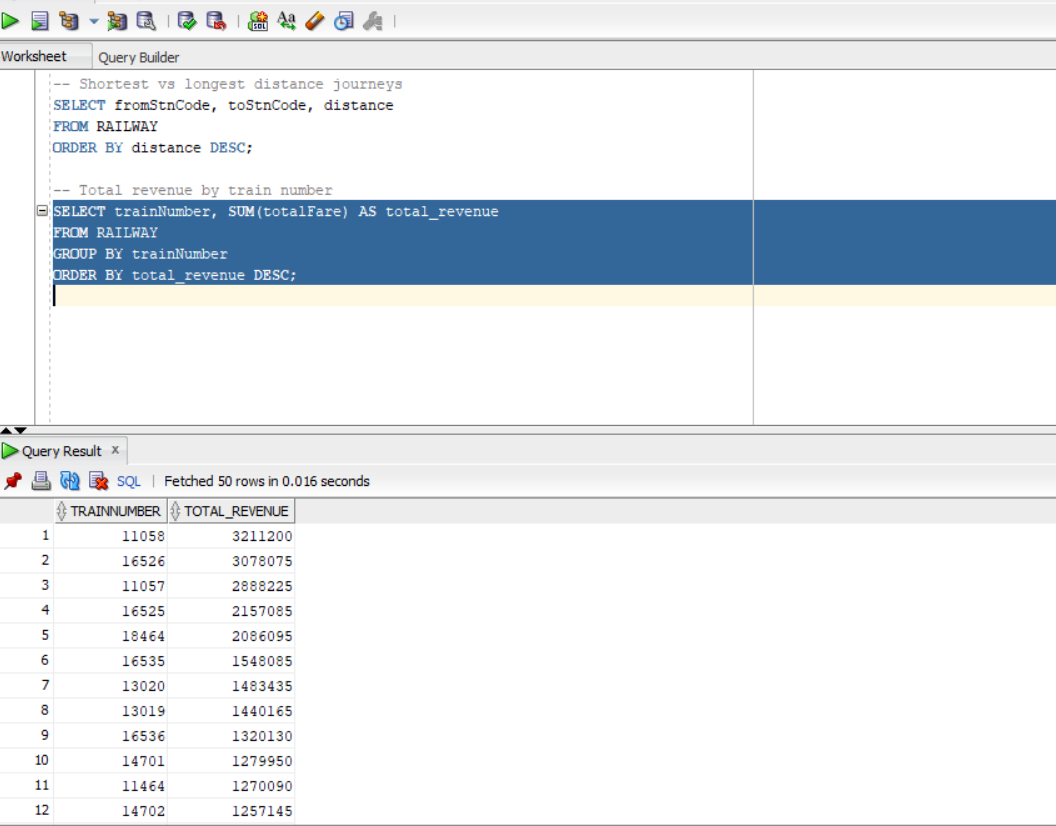 Worksheet Query Builder
-- Shortest vs longest distance journeys
SELECT fromStnCode, toStnCode, distance
FROM RAILWAY
ORDER BY distance DESC;
-- Total revenue by train number
SELECT trainNumber, SUM(totalFare) AS total_revenue
FROM RAILWAY
GROUP BY trainNumber
ORDER BY total_revenue DESC;
Query Result x
SQL | Fetched 50 rows in 0.016 seconds
TRAINNUMBER TOTAL_REVENUE
1 11058 3211200
2 16526 3078075
3 11057 2888225
4 16525 2157085
5 18464 2086095
6 16535 1548085
7 13020 1483435
8 13019 1440165
9 16536 1320130
10 14701 1279950
11 11464 1270090
12 14702 1257145